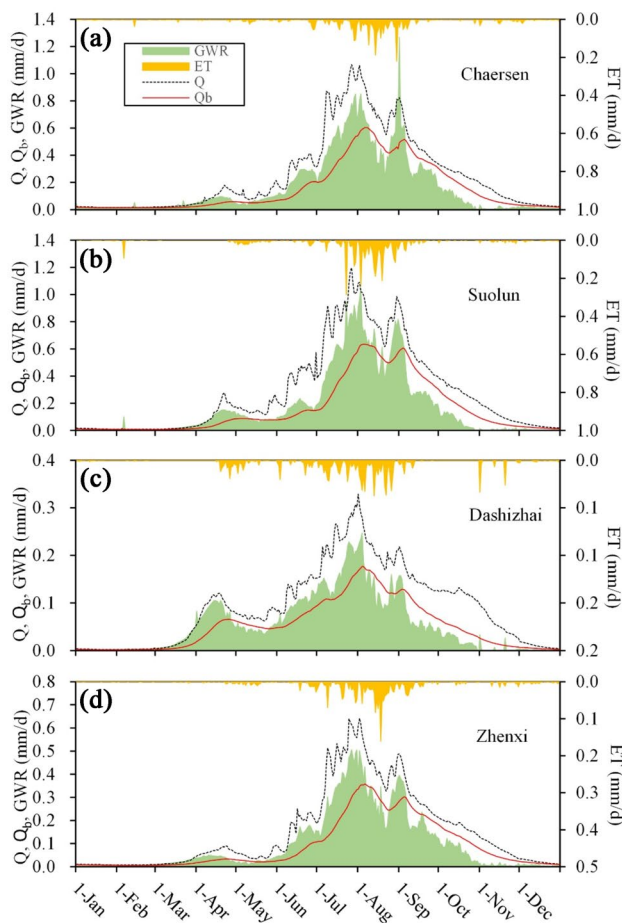 (a)
Chaersen
GWR
ET
Q
Qb
Q, Qb, GWR (mm/d)
1.4
1.2
1.0
0.8
0.6
0.4
0.2
0.0
ET (mm/d)
0.0
0.2
0.4
0.6
0.8
1.0
(b)
Suolun
Q, Qb, GWR (mm/d)
1.4
1.2
1.0
0.8
0.6
0.4
0.2
0.0
ET (mm/d)
0.0
0.2
0.4
0.6
0.8
1.0
(c)
Dashizhai
Q, Qb, GWR (mm/d)
0.4
0.3
0.2
0.1
0.0
ET (mm/d)
0.0
0.1
0.1
0.2
0.2
(d)
Zhenxi
Q, Qb, GWR (mm/d)
0.8
0.7
0.6
0.5
0.4
0.3
0.2
0.1
0.0
ET (mm/d)
0.0
0.1
0.2
0.3
0.4
0.5
1-Jan
1-Feb
1-Mar
1-Apr
1-May
1-Jun
1-Jul
1-Aug
1-Sep
1-Oct
1-Nov
1-Dec